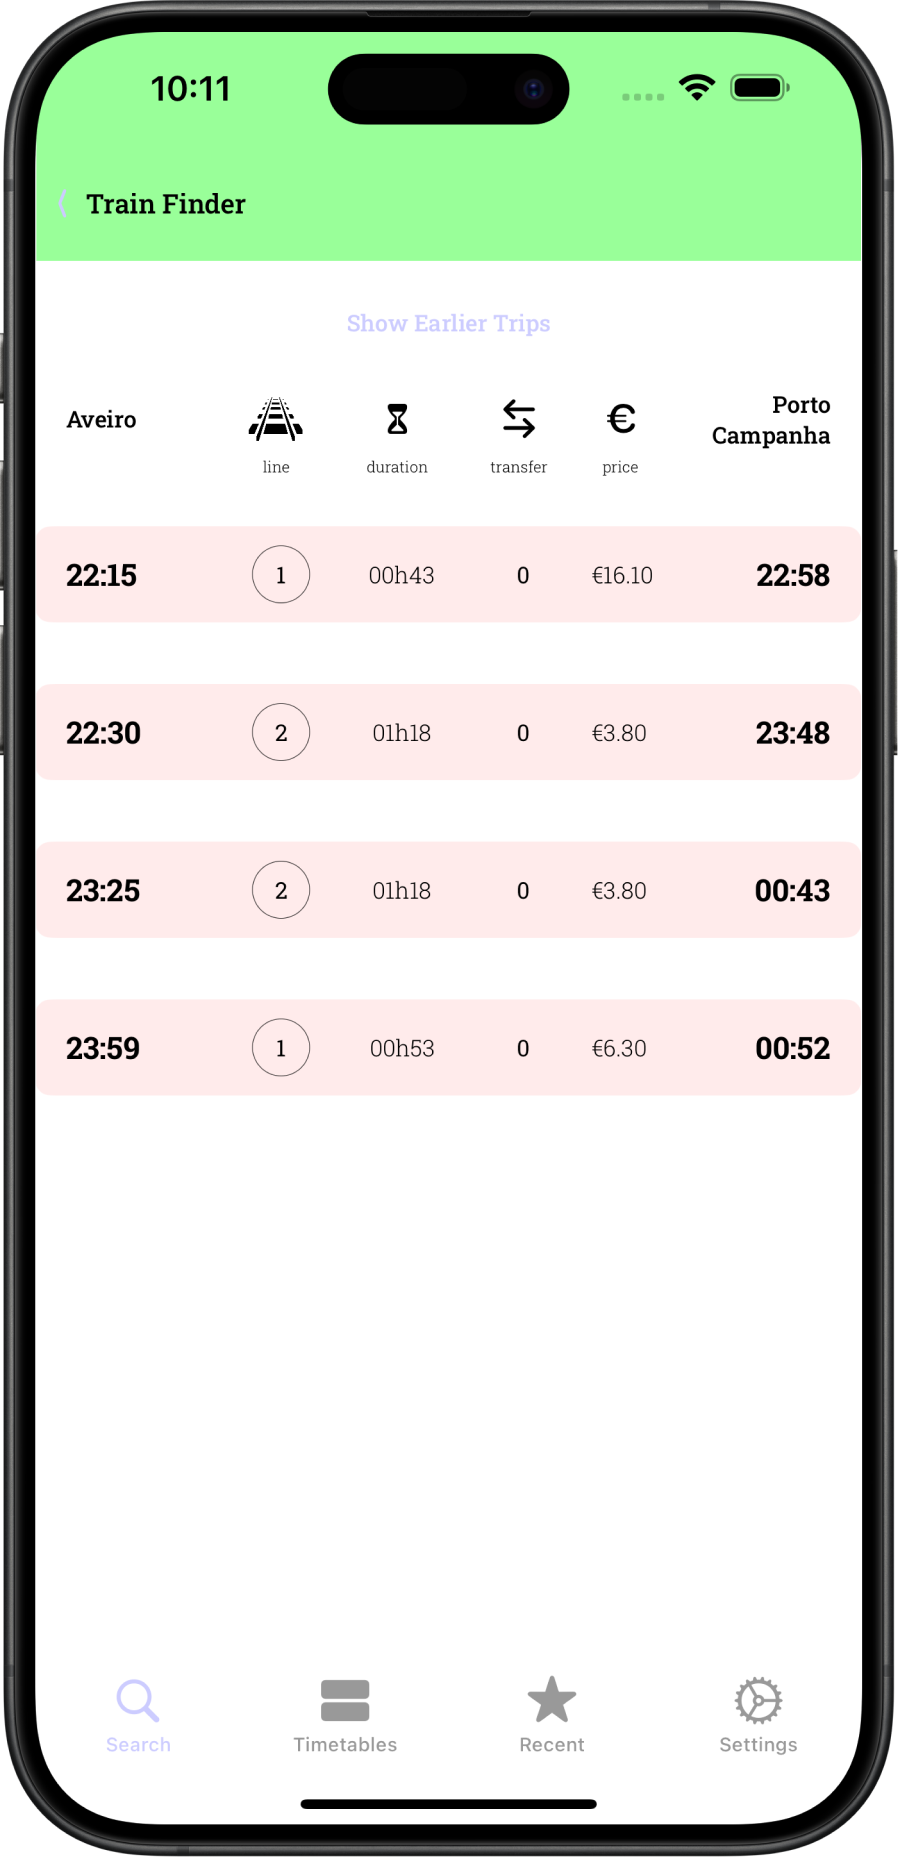 10:11
Train Finder
Show Earlier Trips
Aveiro
line
duration
transfer
€
price
Porto
Campanha
22:15 1 00h43 0 €16.10 22:58
22:30 2 01h18 0 €3.80 23:48
23:25 2 01h18 0 €3.80 00:43
23:59 1 00h53 0 €6.30 00:52
Search Timetables Recent Settings